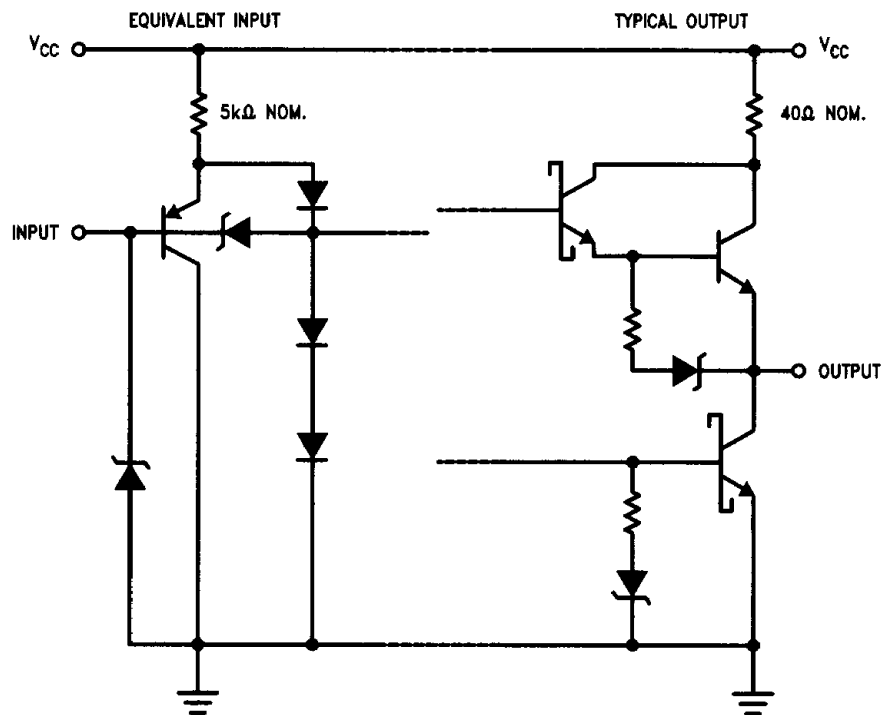 EQUIVALENT INPUT
TYPICAL OUTPUT
VCC
VCC
5kΩ NOM.
40Ω NOM.
INPUT
OUTPUT